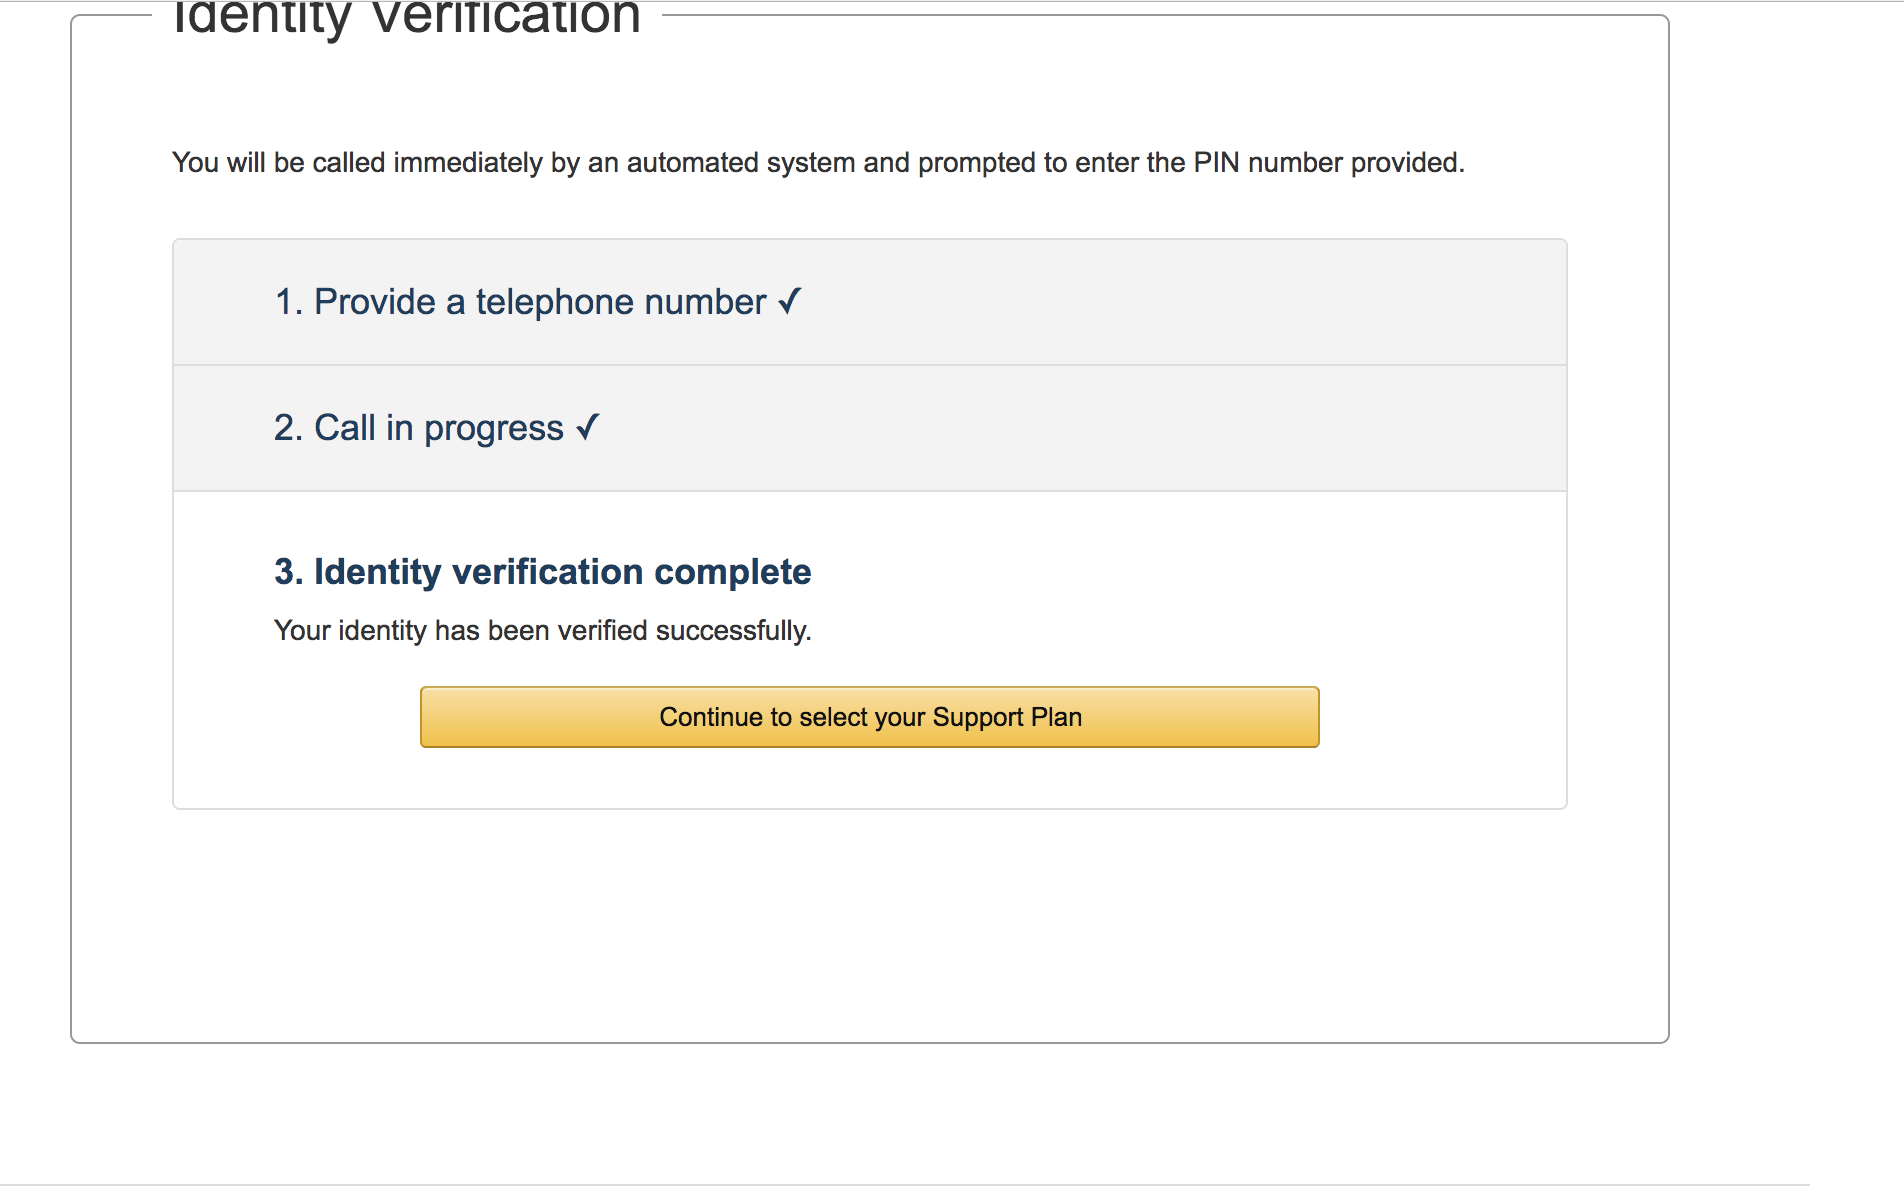 Identity Verification
You will be called immediately by an automated system and prompted to enter the PIN number provided.
1. Provide a telephone number ✓
2. Call in progress ✓
3. Identity verification complete
Your identity has been verified successfully.
Continue to select your Support Plan